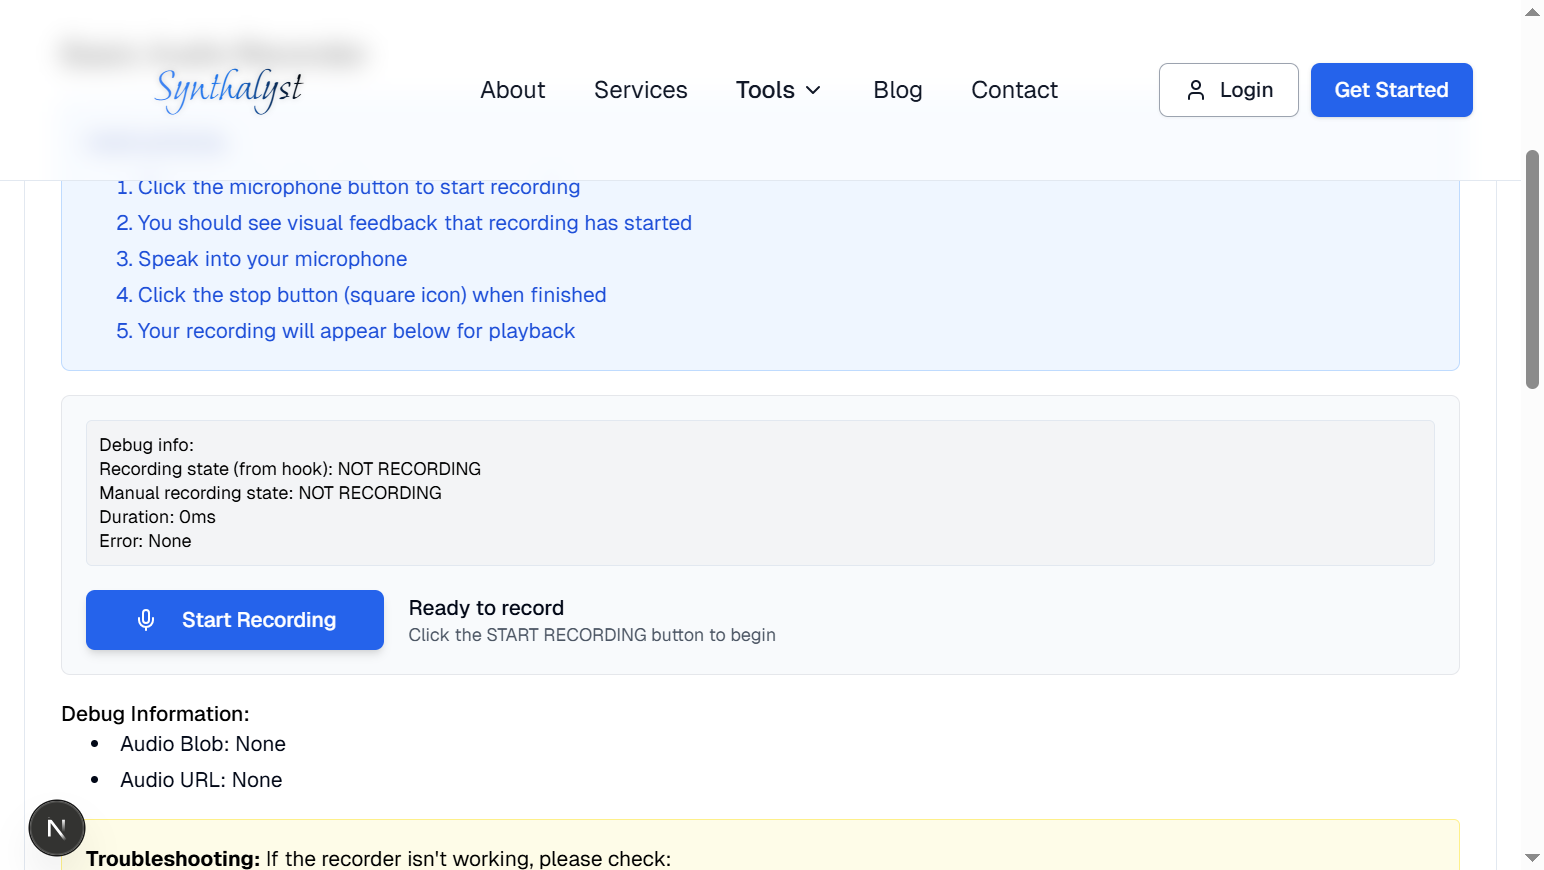 Synthalyst
About
Services
Tools
Blog
Contact
Login
Get Started
1. Click the microphone button to start recording
2. You should see visual feedback that recording has started
3. Speak into your microphone
4. Click the stop button (square icon) when finished
5. Your recording will appear below for playback
Debug info:
Recording state (from hook): NOT RECORDING
Manual recording state: NOT RECORDING
Duration: 0ms
Error: None
Start Recording
Ready to record
Click the START RECORDING button to begin
Debug Information:
Audio Blob: None
Audio URL: None
N
Troubleshooting: If the recorder isn't working, please check: